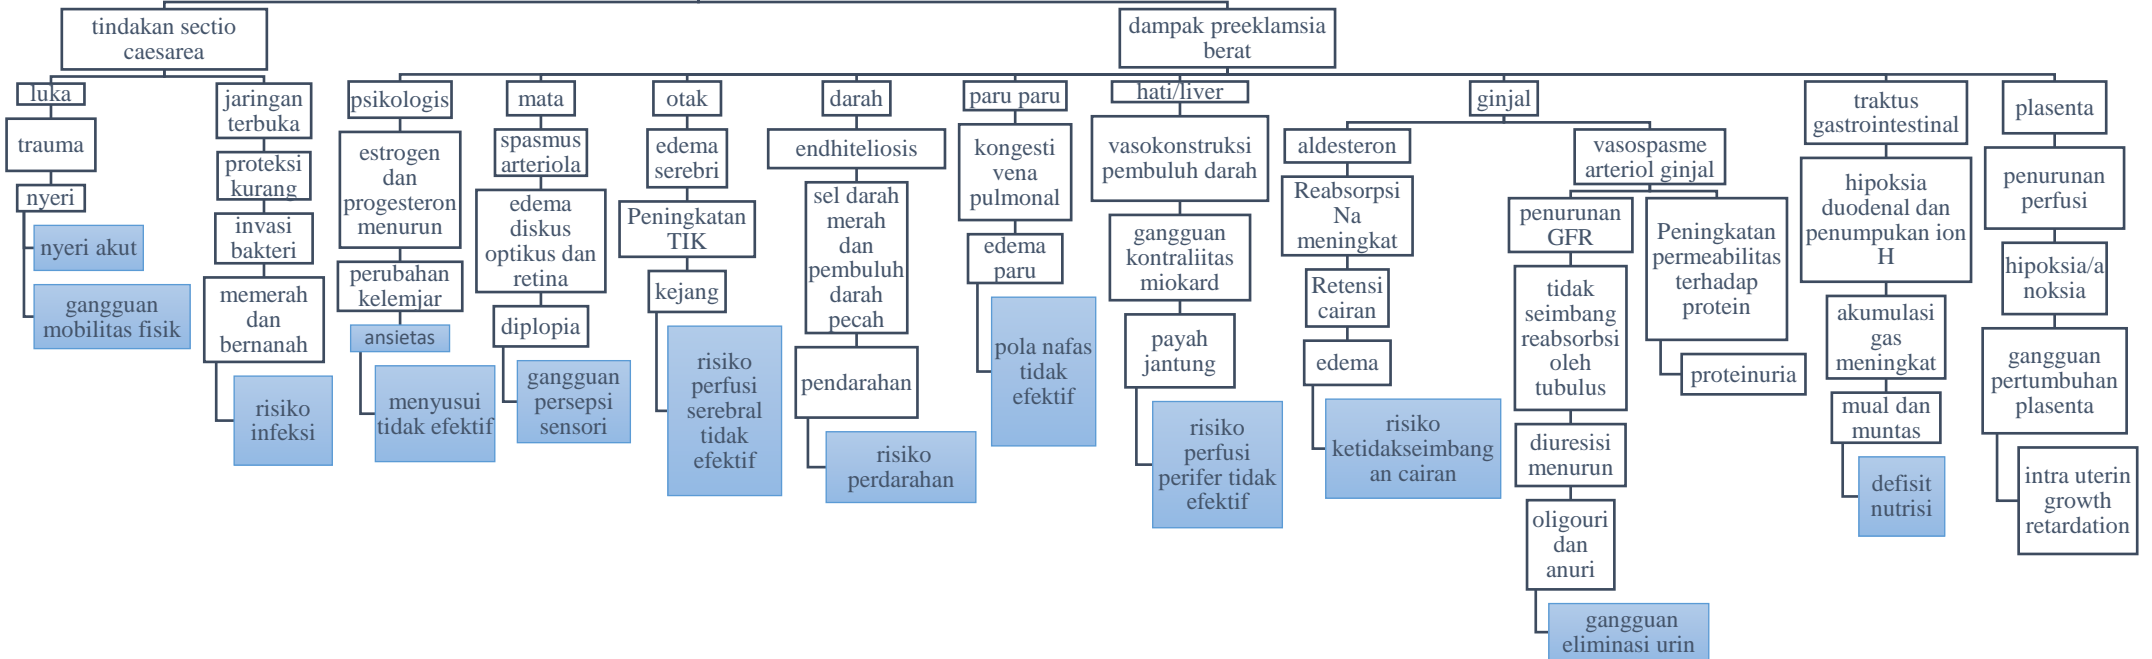 tindakan sectio
caesarea
dampak preeklamsia
berat
luka
trauma
nyeri
nyeri akut
gangguan
mobilitas fisik
jaringan
terbuka
proteksi
kurang
invasi
bakteri
memerah
dan
bernanah
risiko
infeksi
psikologis
estrogen
dan
progesteron
menurun
perubahan
kelemjar
ansietas
menyusui
tidak efektif
mata
spasmus
arteriola
edema
diskus
optikus dan
retina
diplopia
gangguan
persepsi
sensori
otak
edema
serebri
Peningkatan
TIK
kejang
risiko
perfusi
serebral
tidak
efektif
darah
endhiteliosis
sel darah
merah
dan
pembuluh
darah
pecah
pendarahan
risiko
perdarahan
paru paru
kongesti
vena
pulmonal
edema
paru
pola nafas
tidak
efektif
hati/liver
vasokonstruksi
pembuluh darah
gangguan
kontraliitas
miokard
payah
jantung
risiko
perfusi
perifer tidak
efektif
ginjal
aldesteron
Reabsorpsi
Na
meningkat
Retensi
cairan
edema
risiko
ketidakseimbang
an cairan
vasospasme
arteriol ginjal
penurunan
GFR
tidak
seimbang
reabsorbsi
oleh
tubulus
diuresisi
menurun
oligouri
dan
anuri
gangguan
eliminasi urin
Peningkatan
permeabilitas
terhadap
protein
proteinuria
traktus
gastrointestinal
hipoksia
duodenal dan
penumpukan ion
H
akumulasi
gas
meningkat
mual dan
muntas
defisit
nutrisi
plasenta
penurunan
perfusi
hipoksia/a
noksia
gangguan
pertumbuhan
plasenta
intra uterin
growth
retardation